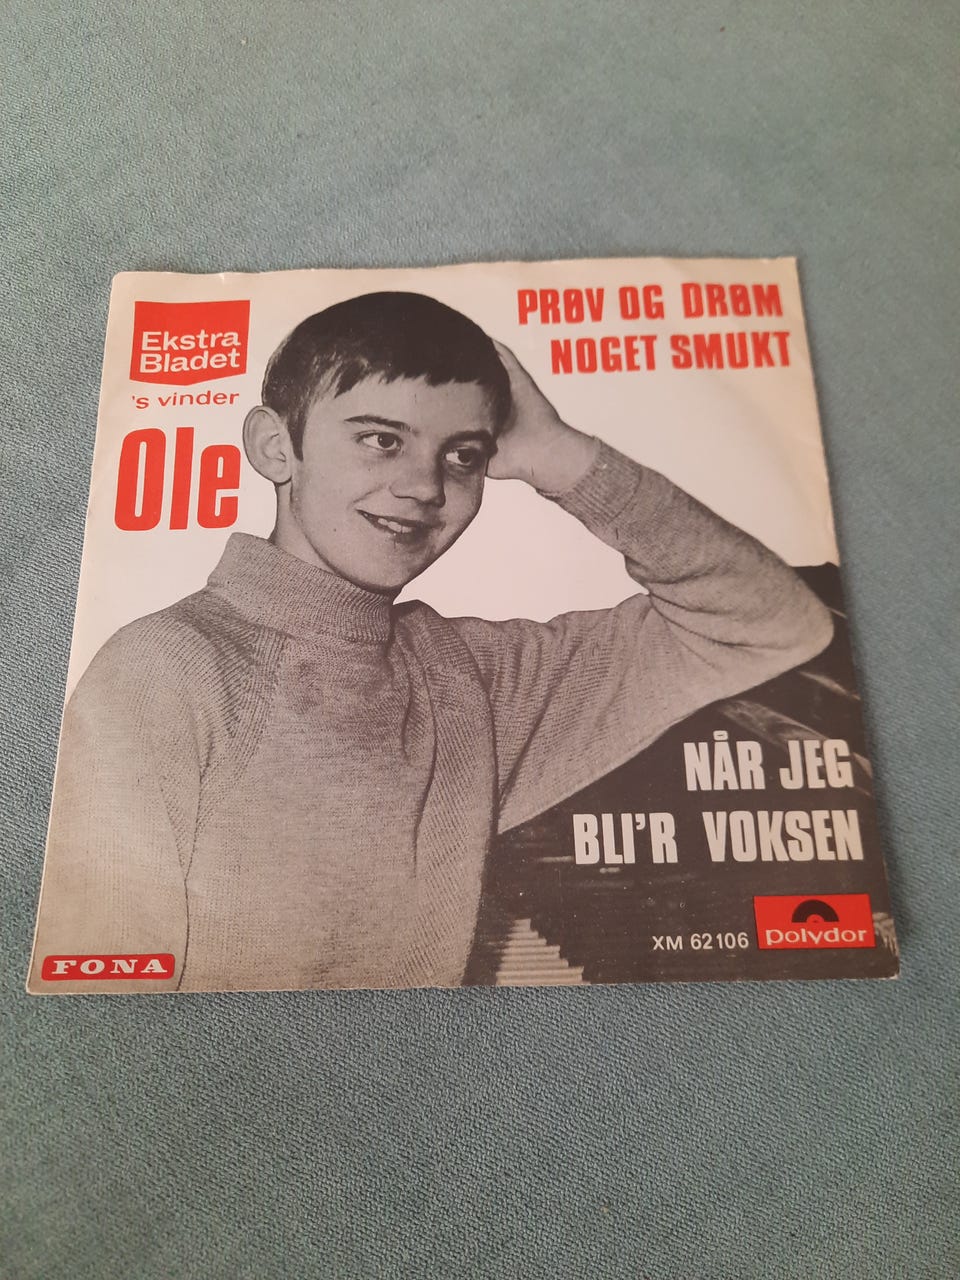 Ekstra
Bladet
's vinder
Ole
PRØV OG DRØM
NOGET SMUKT
NÅR JEG
BLI'R VOKSEN
XM 62106
polydor
FONA